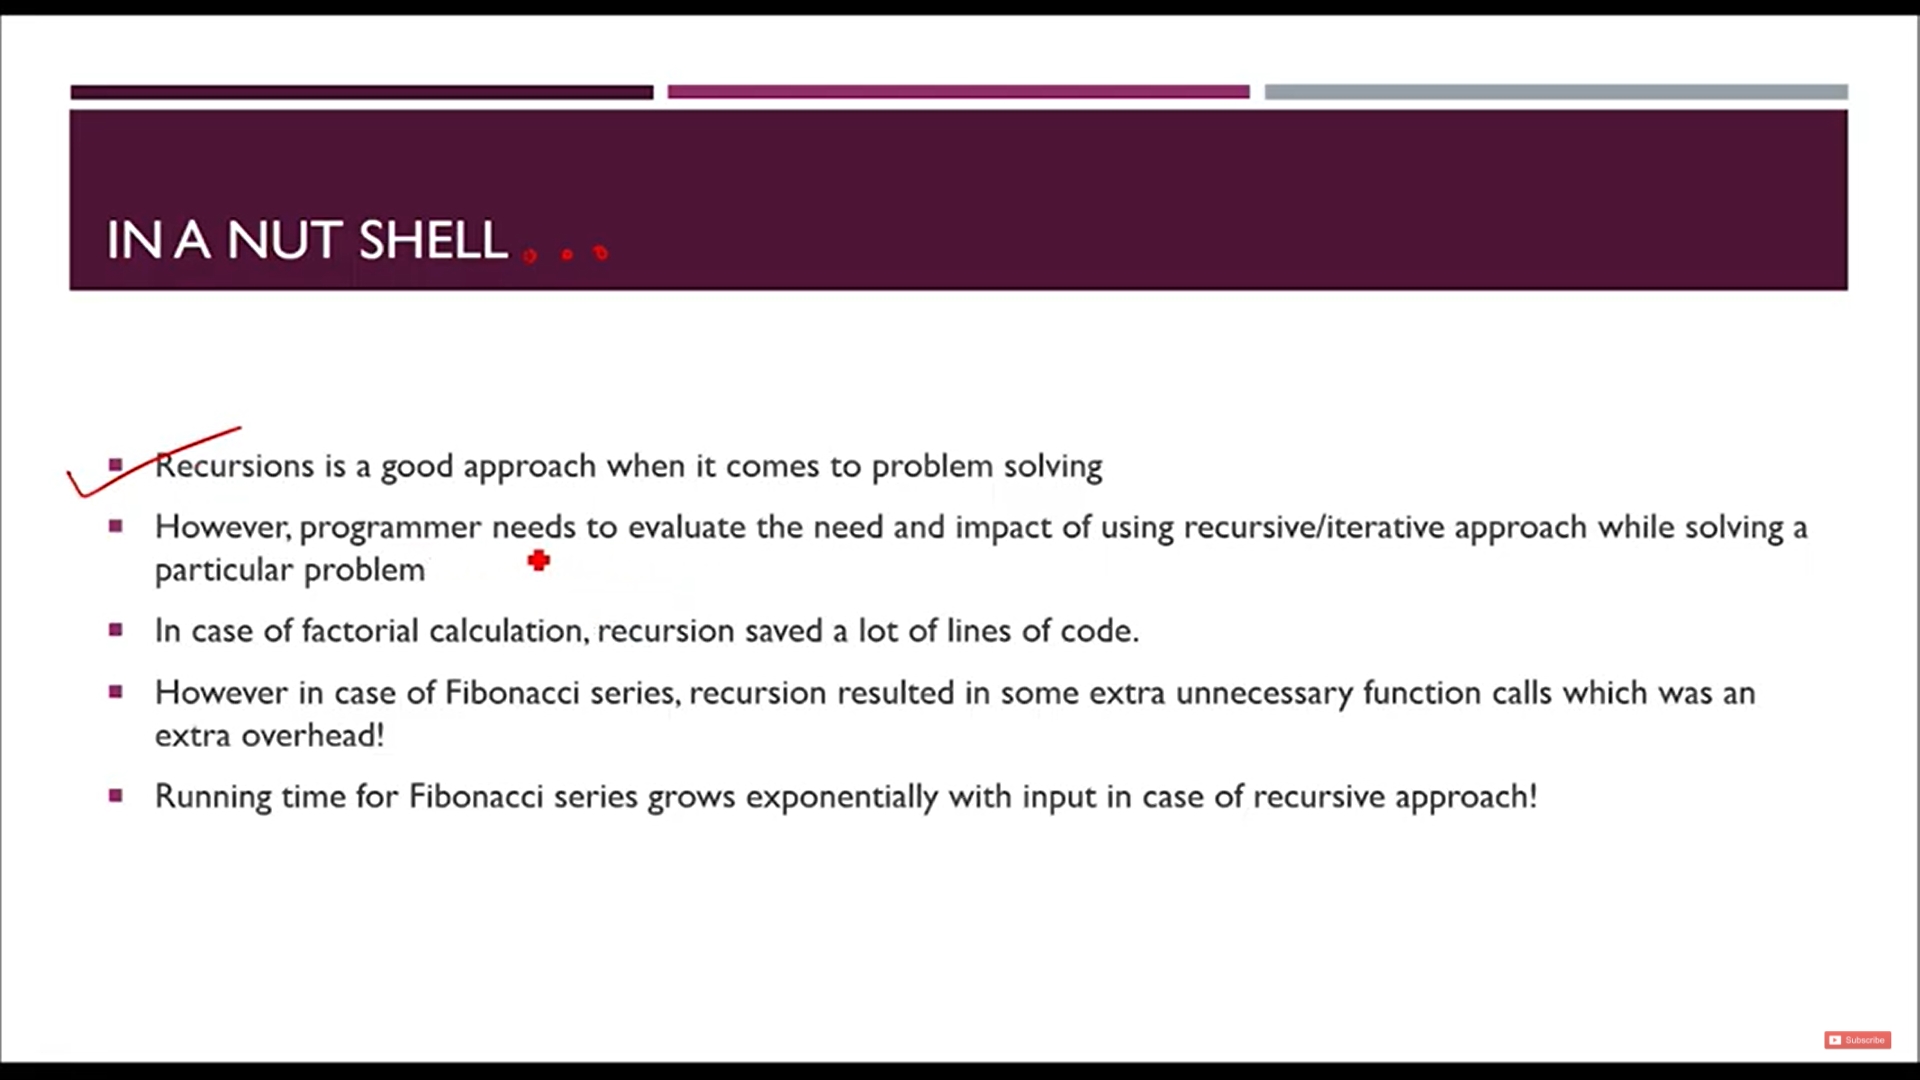 IN A NUT SHELL...
Recursions is a good approach when it comes to problem solving
However, programmer needs to evaluate the need and impact of using recursive/iterative approach while solving a
particular problem
In case of factorial calculation, recursion saved a lot of lines of code.
However in case of Fibonacci series, recursion resulted in some extra unnecessary function calls which was an
extra overhead!
Running time for Fibonacci series grows exponentially with input in case of recursive approach!
Subscribe